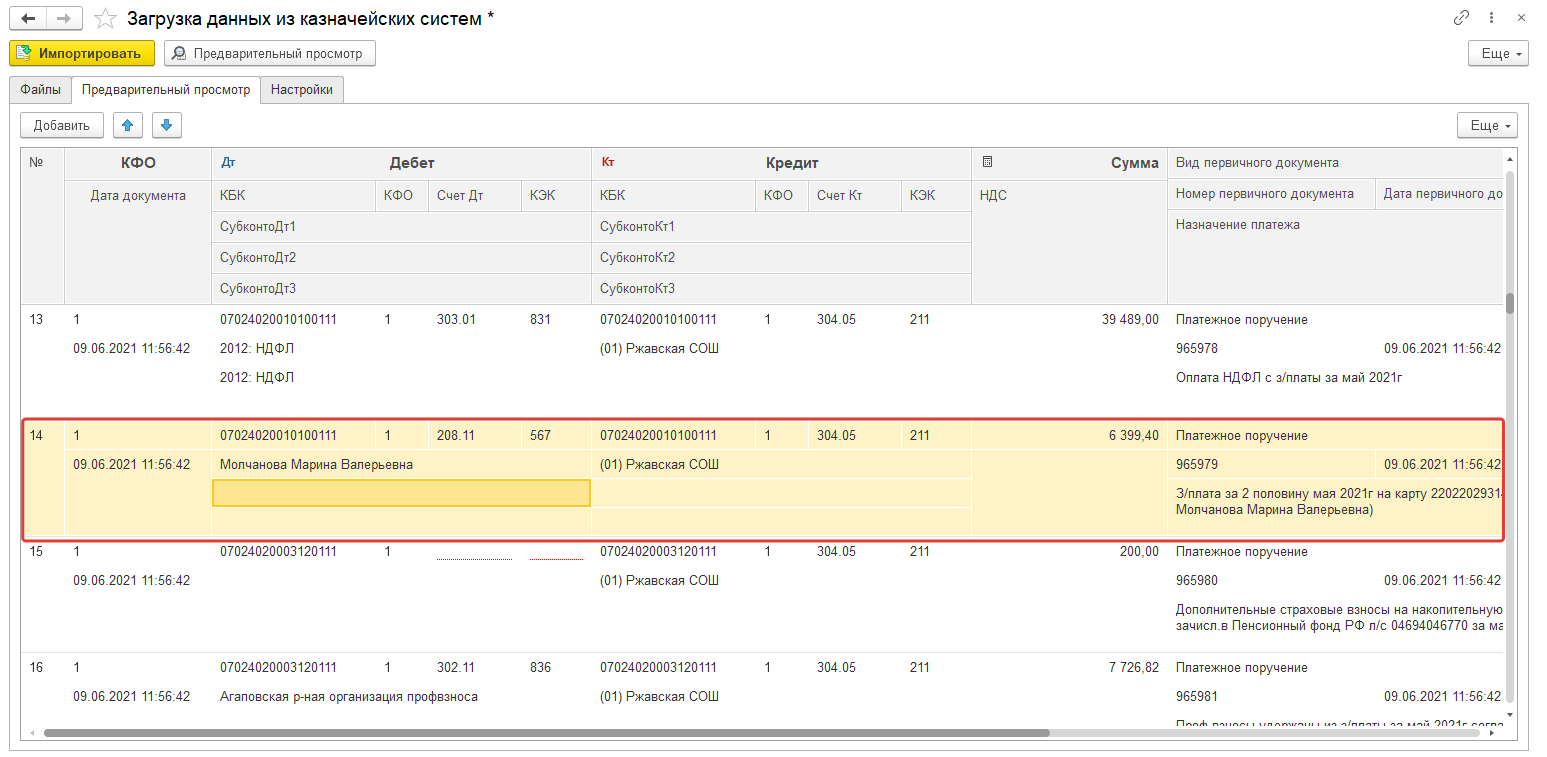 Загрузка данных из казначейских систем *
Импортировать Предварительный просмотр Еще
Файлы Предварительный просмотр Настройки
Добавить Еще
№ КФО Дт Дебет Кт Кредит Сумма Вид первичного документа
Дата документа КБК КФО Счет Дт КЭК КБК КФО Счет Кт КЭК НДС Номер первичного документа Дата первичного до
СубконтоДт1 СубконтоКт1 Назначение платежа
СубконтоДт2 СубконтоКт2
СубконтоДт3 СубконтоКт3
13 1 07024020010100111 1 303.01 831 07024020010100111 1 304.05 211 39 489,00 Платежное поручение
09.06.2021 11:56:42 2012: НДФЛ (01) Ржавская СОШ 965978 09.06.2021 11:56:42
2012: НДФЛ Оплата НДФЛ с з/платы за май 2021г
14 1 07024020010100111 1 208.11 567 07024020010100111 1 304.05 211 6 399,40 Платежное поручение
09.06.2021 11:56:42 Молчанова Марина Валерьевна (01) Ржавская СОШ 965979 09.06.2021 11:56:42
З/плата за 2 половину мая 2021г на карту 2202202931
Молчанова Марина Валерьевна)
15 1 07024020003120111 1 07024020003120111 1 304.05 211 200,00 Платежное поручение
09.06.2021 11:56:42 (01) Ржавская СОШ 965980 09.06.2021 11:56:42
Дополнительные страховые взносы на накопительную
зачисл.в Пенсионный фонд РФ л/с 04694046770 за ма
16 1 07024020003120111 1 302.11 836 07024020003120111 1 304.05 211 7 726,82 Платежное поручение
09.06.2021 11:56:42 Агаповская р-ная организация профвзноса (01) Ржавская СОШ 965981 09.06.2021 11:56:42
Проф.взносы удержаны из з/платы за май 2021г согла